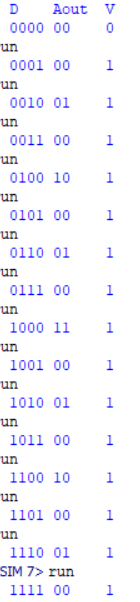 D Aout V
0000 00 0
un
0001 00 1
un
0010 01 1
un
0011 00 1
un
0100 10 1
un
0101 00 1
un
0110 01 1
un
0111 00 1
un
1000 11 1
un
1001 00 1
un
1010 01 1
un
1011 00 1
un
1100 10 1
un
1101 00 1
un
1110 01 1
SIM 7> run
1111 00 1